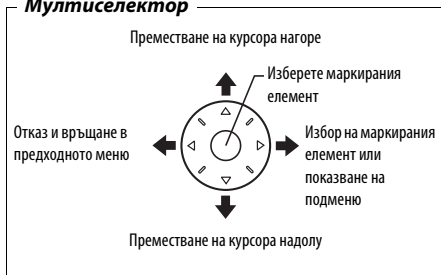 Мултиселектор
Преместване на курсора нагоре
Изберете маркирания
елемент
Отказ и връщане в
предходното меню
Избор на маркирания
елемент или
показване на
подменю
Преместване на курсора надолу